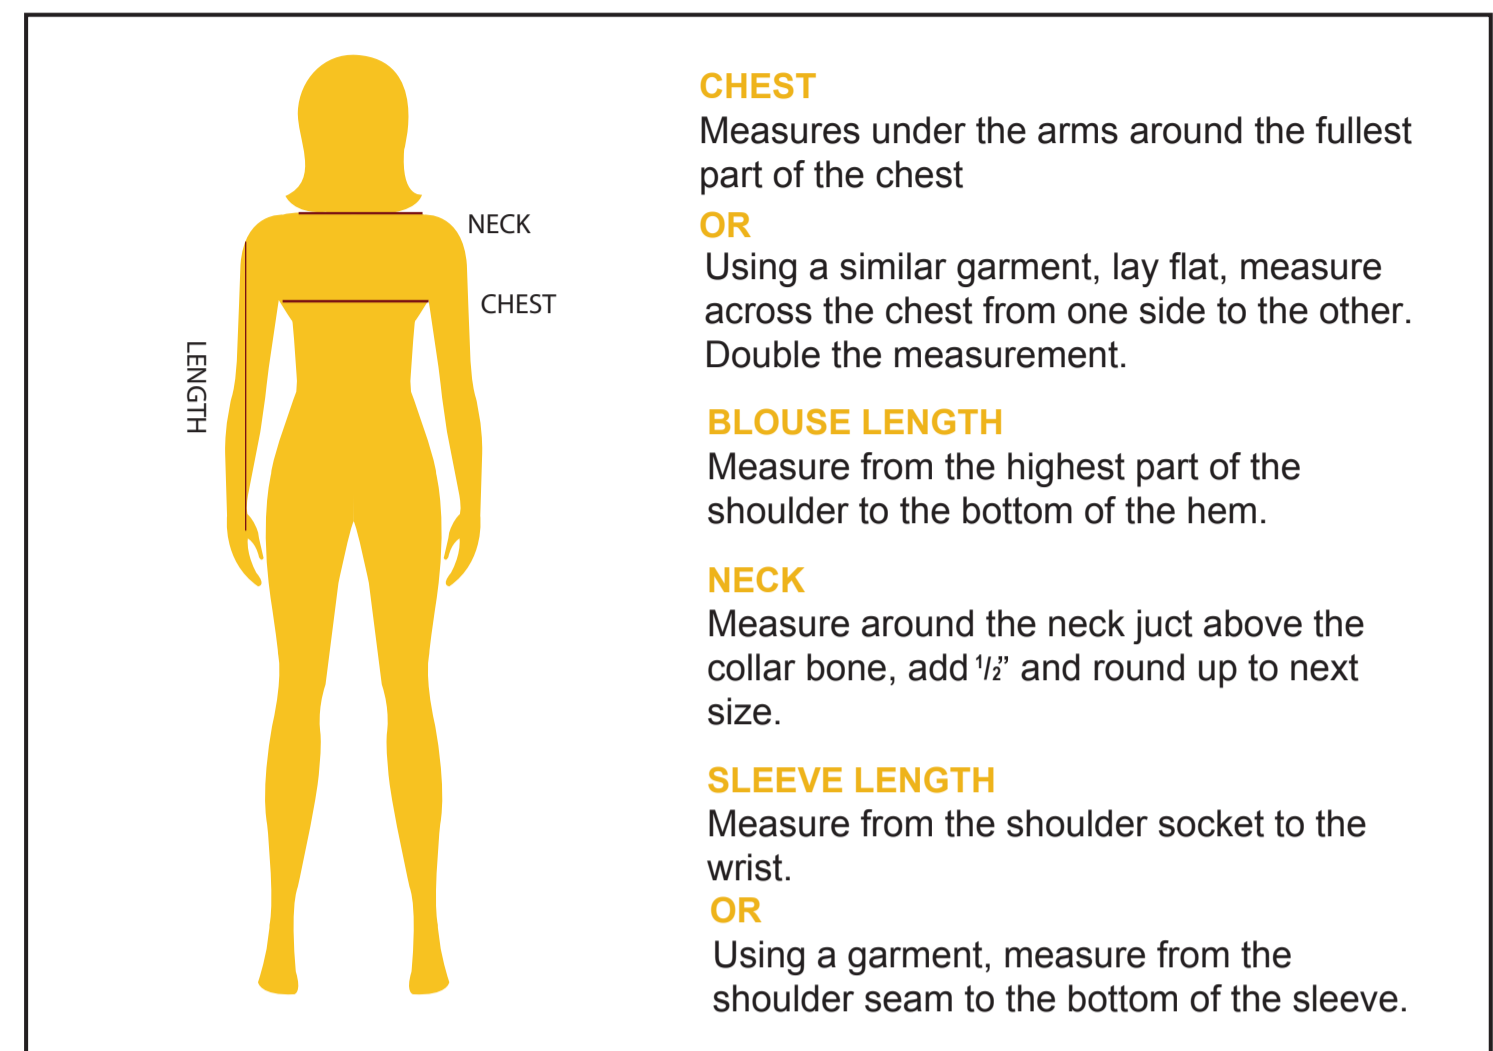 NECK
CHEST
LENGTH
CHEST
Measures under the arms around the fullest
part of the chest
OR
Using a similar garment, lay flat, measure
across the chest from one side to the other.
Double the measurement.
BLOUSE LENGTH
Measure from the highest part of the
shoulder to the bottom of the hem.
NECK
Measure around the neck juct above the
collar bone, add 1/2” and round up to next
size.
SLEEVE LENGTH
Measure from the shoulder socket to the
wrist.
OR
Using a garment, measure from the
shoulder seam to the bottom of the sleeve.